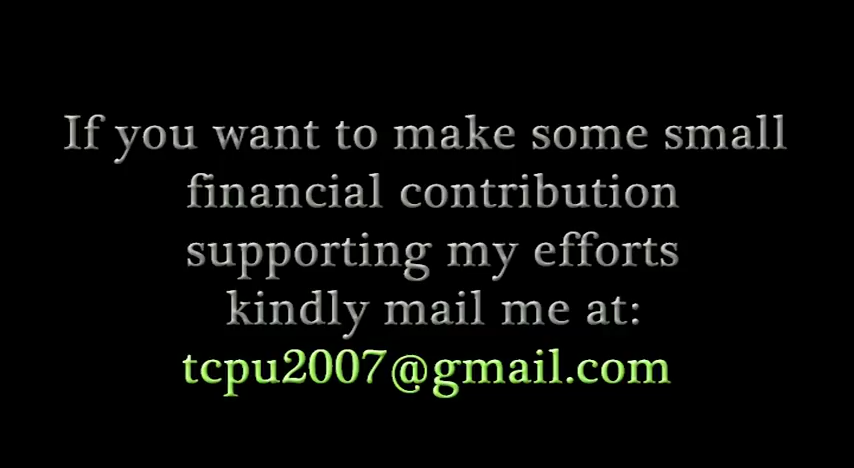 If you want to make some small
financial contribution
supporting my efforts
kindly mail me at:
tcpu2007@gmail.com